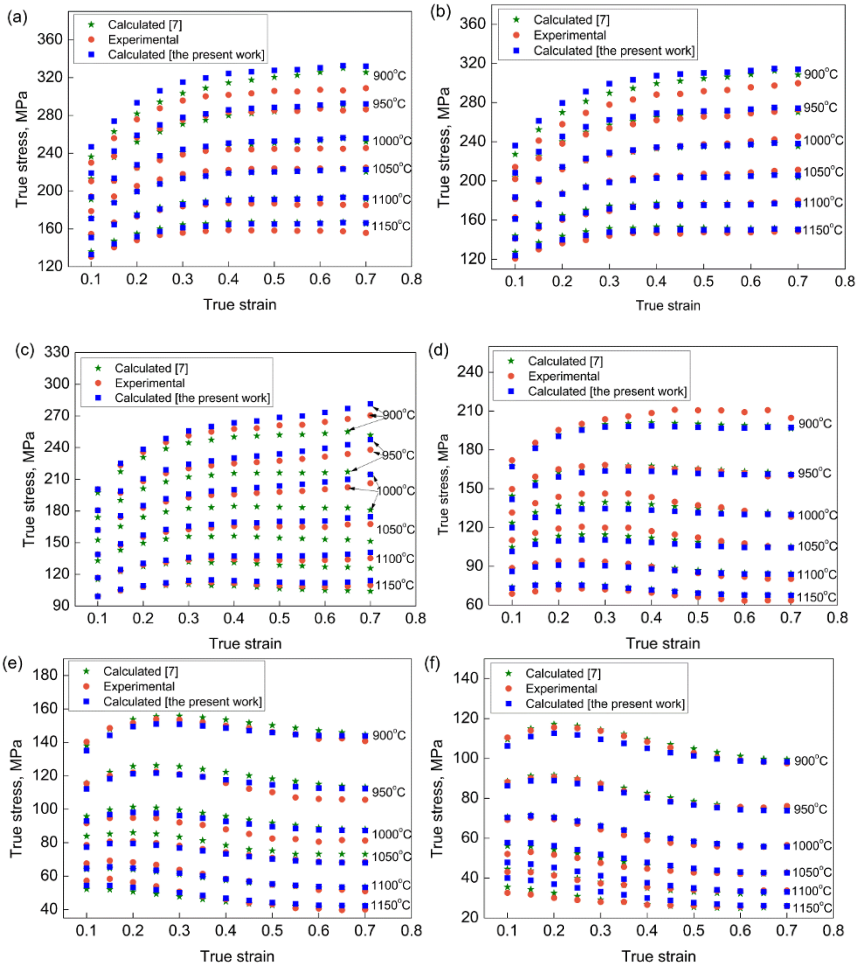 (a)
Calculated [7]
Experimental
Calculated [the present work]
True stress, MPa
360
320
280
240
200
160
120
900°C
950°C
1000°C
1050°C
1100°C
1150°C
0.1 0.2 0.3 0.4 0.5 0.6 0.7 0.8
True strain
(b)
Calculated [7]
Experimental
Calculated [the present work]
True stress, MPa
360
320
280
240
200
160
120
900°C
950°C
1000°C
1050°C
1100°C
1150°C
0.1 0.2 0.3 0.4 0.5 0.6 0.7 0.8
True strain
(c)
Calculated [7]
Experimental
Calculated [the present work]
True stress, MPa
330
300
270
240
210
180
150
120
90
900°C
950°C
1000°C
1050°C
1100°C
1150°C
0.1 0.2 0.3 0.4 0.5 0.6 0.7 0.8
True strain
(d)
Calculated [7]
Experimental
Calculated [the present work]
True stress, MPa
240
210
180
150
120
90
60
900°C
950°C
1000°C
1050°C
1100°C
1150°C
0.1 0.2 0.3 0.4 0.5 0.6 0.7 0.8
True strain
(e)
Calculated [7]
Experimental
Calculated [the present work]
True stress, MPa
180
160
140
120
100
80
60
40
900°C
950°C
1000°C
1050°C
1100°C
1150°C
0.1 0.2 0.3 0.4 0.5 0.6 0.7 0.8
True strain
(f)
Calculated [7]
Experimental
Calculated [the present work]
True stress, MPa
140
120
100
80
60
40
20
900°C
950°C
1000°C
1050°C
1100°C
1150°C
0.1 0.2 0.3 0.4 0.5 0.6 0.7 0.8
True strain